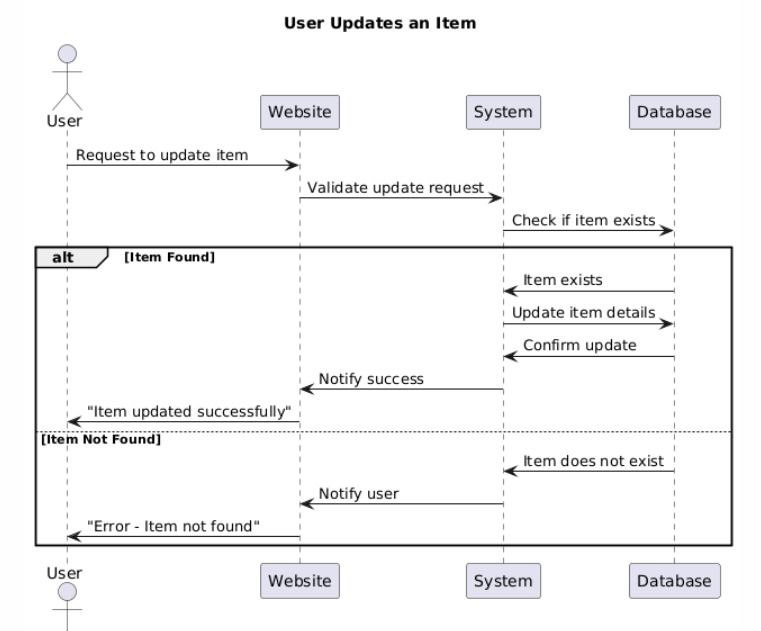 User Updates an Item
User
Website
System
Database
Request to update item
Validate update request
Check if item exists
alt
[Item Found]
Item exists
Update item details
Confirm update
Notify success
"Item updated successfully"
[Item Not Found]
Item does not exist
Notify user
"Error - Item not found"
User
Website
System
Database